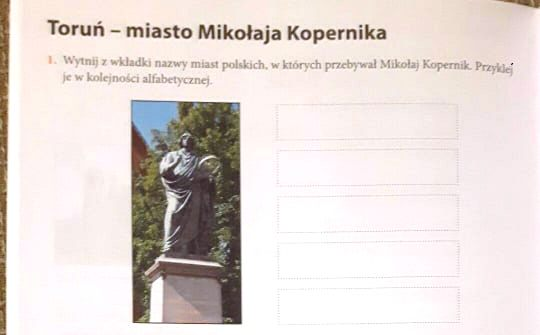 Toruń – miasto Mikołaja Kopernika
1. Wytnij z wkładki nazwy miast polskich, w których przebywał Mikołaj Kopernik. Przyklej
je w kolejności alfabetycznej.